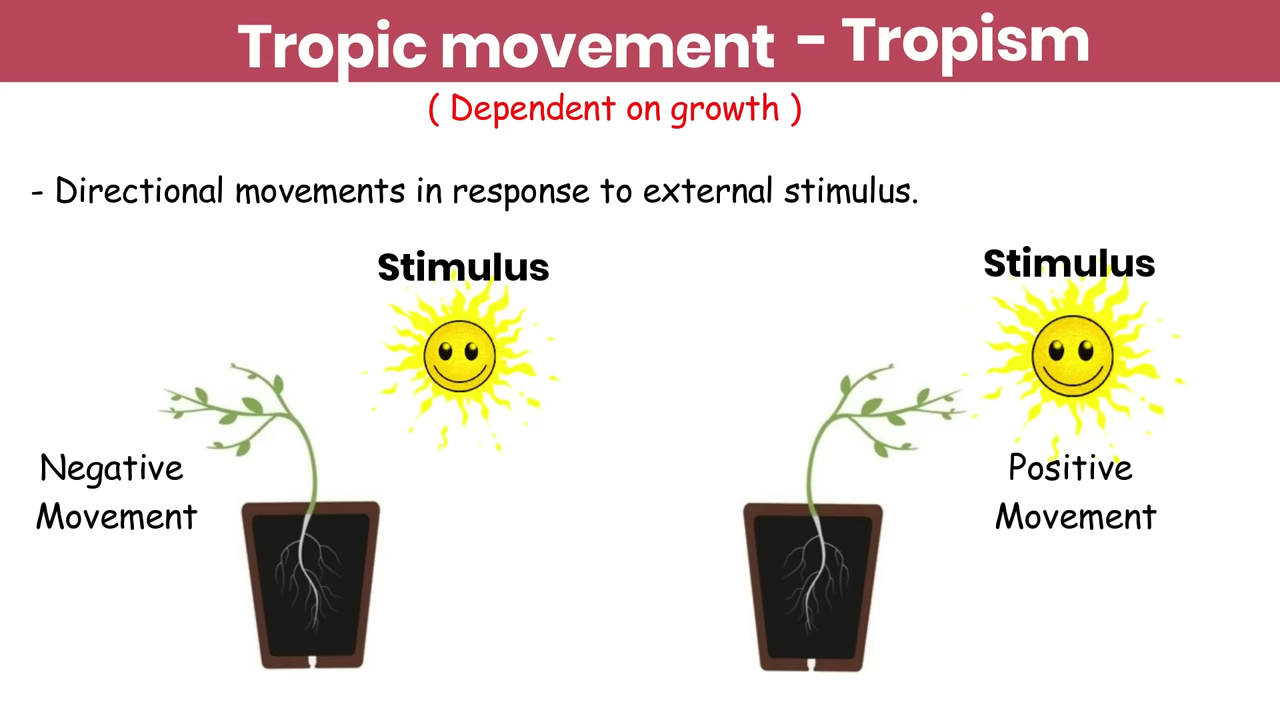 Tropic movement - Tropism
( Dependent on growth )
- Directional movements in response to external stimulus.
Stimulus
Stimulus
Negative
Movement
Positive
Movement